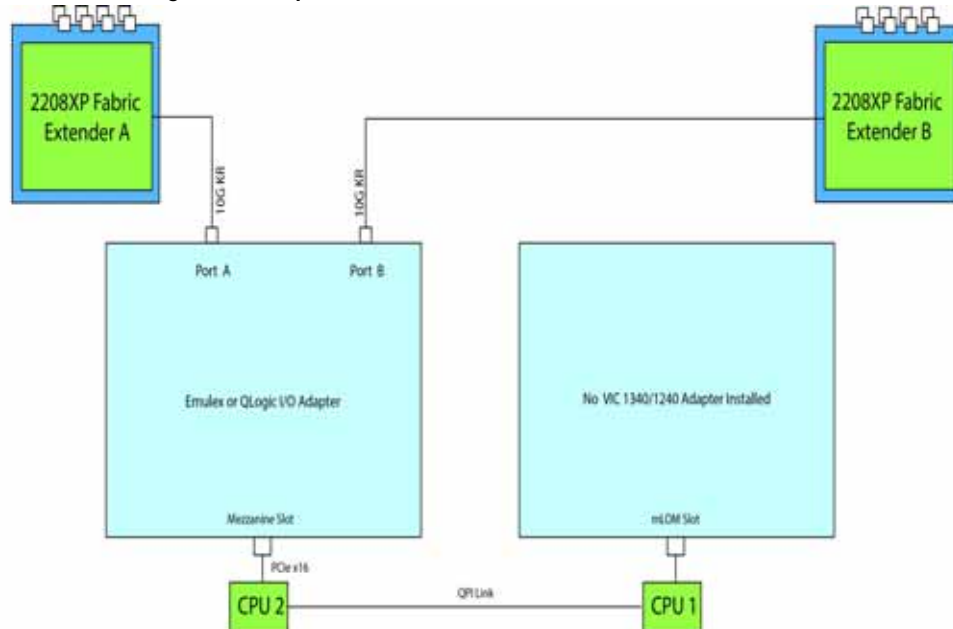 2208XP Fabric
Extender A
2208XP Fabric
Extender B
10G KR
10G KR
Port A
Port B
Emulex or QLogic I/O Adapter
No VIC 1340/1240 Adapter Installed
Mezzanine Slot
mLOM Slot
PCIe x16
CPU 2
QPI Link
CPU 1